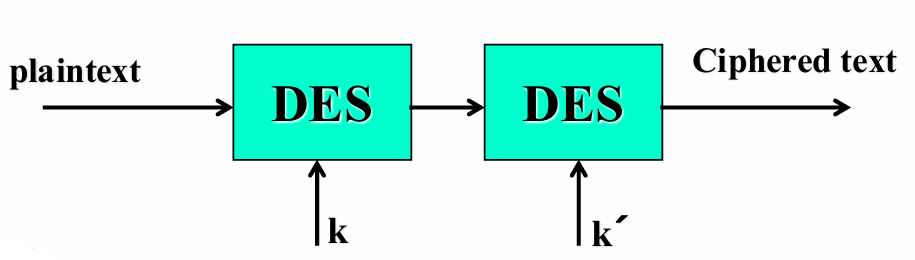 plaintext
DES
DES
Ciphered text
k
k´